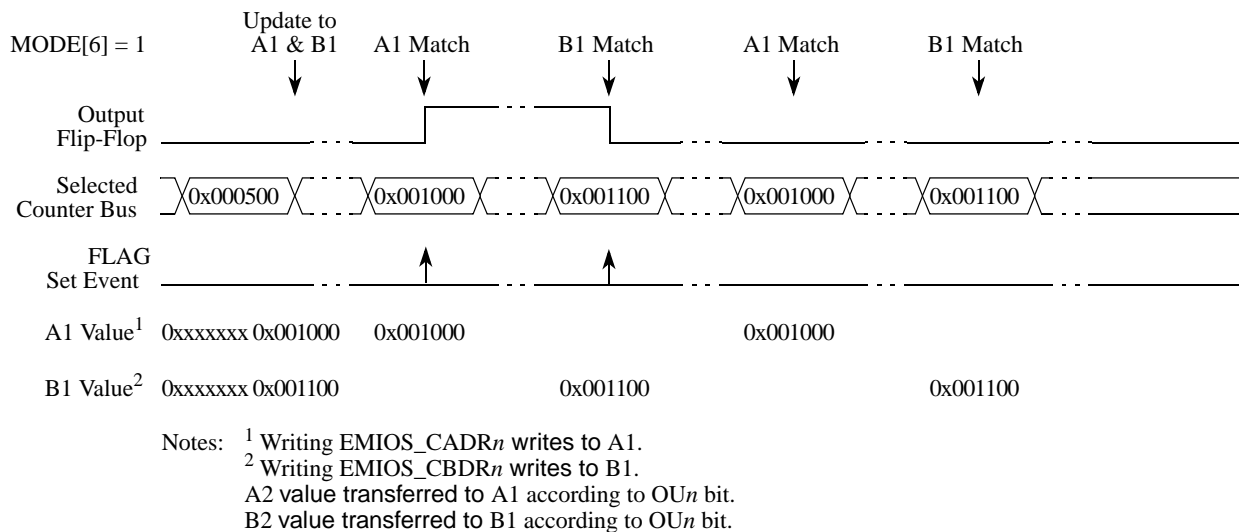 Update to
MODE[6] = 1 A1 & B1 A1 Match B1 Match A1 Match B1 Match
Output
Flip-Flop
Selected
Counter Bus 0x000500 0x001000 0x001100 0x001000 0x001100
FLAG
Set Event
A1 Value1 0xxxxxxx 0x001000 0x001000 0x001000
B1 Value2 0xxxxxxx 0x001100 0x001100 0x001100
Notes: 1 Writing EMIOS_CADRn writes to A1.
2 Writing EMIOS_CBDRn writes to B1.
A2 value transferred to A1 according to OUn bit.
B2 value transferred to B1 according to OUn bit.